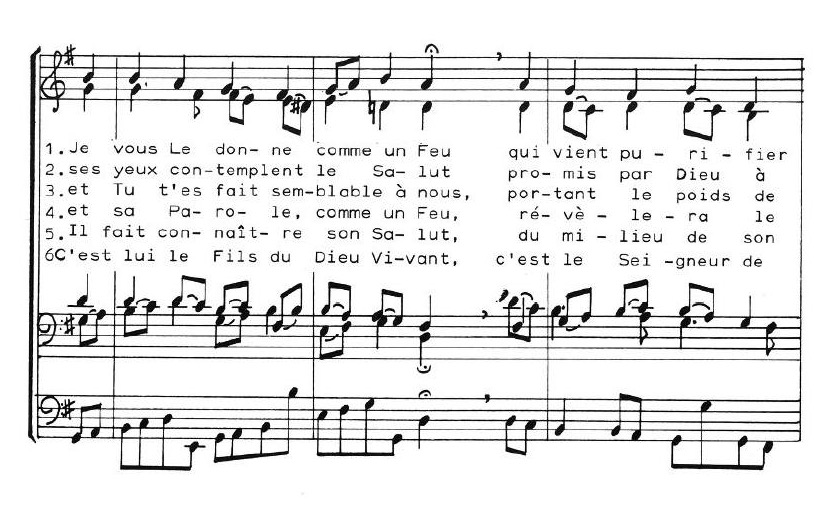 1.Je vous Le don- ne comme un Feu qui vient pu - ri - fier
2.ses yeux con-templent le Sa- lut pro- mis par Dieu à
3.et Tu t'es fait sem-blable à nous, por-tant le poids de
4.et sa Pa- ro- le, comme un Feu, ré- vè- le- ra le
5.Il fait con- naît- re son Sa- lut, du mi - lieu de son
6C'est lui le Fils du Dieu Vi-vant, c'est le Sei -gneur de